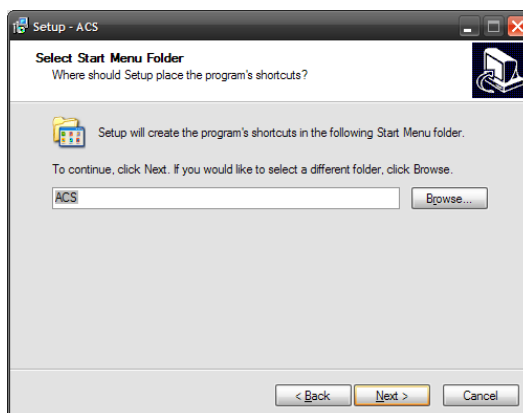 Setup - ACS
Select Start Menu Folder
Where should Setup place the program's shortcuts?
Setup will create the program's shortcuts in the following Start Menu folder.
To continue, click Next. If you would like to select a different folder, click Browse.
ACS
Browse...
< Back
Next >
Cancel